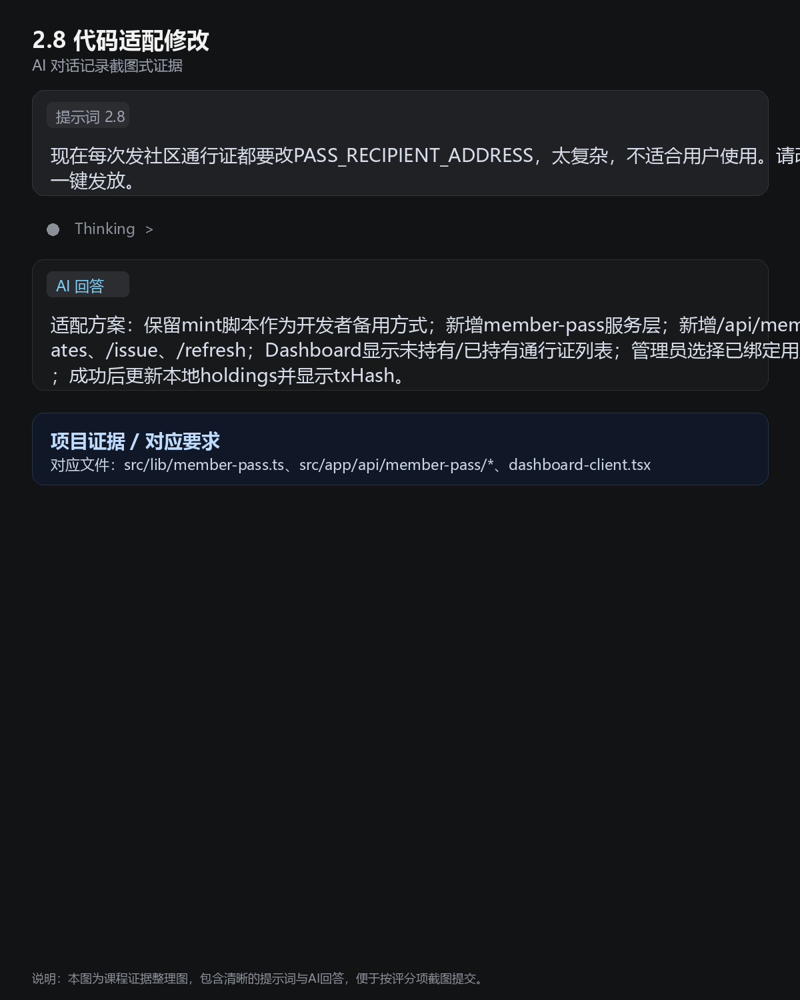 2.8 代码适配修改
AI 对话记录截图式证据
提示词 2.8
现在每次发社区通行证都要改PASS_RECIPIENT_ADDRESS，太复杂，不适合用户使用。请
一键发放。
Thinking >
AI 回答
适配方案：保留mint脚本作为开发者备用方式；新增member-pass服务层；新增/api/mem
ates、/issue、/refresh；Dashboard显示未持有/已持有通行证列表；管理员选择已绑定用
；成功后更新本地holdings并显示txHash。
项目证据 / 对应要求
对应文件：src/lib/member-pass.ts、src/app/api/member-pass/*、dashboard-client.tsx
说明：本图为课程证据整理图，包含清晰的提示词与AI回答，便于按评分项截图提交。